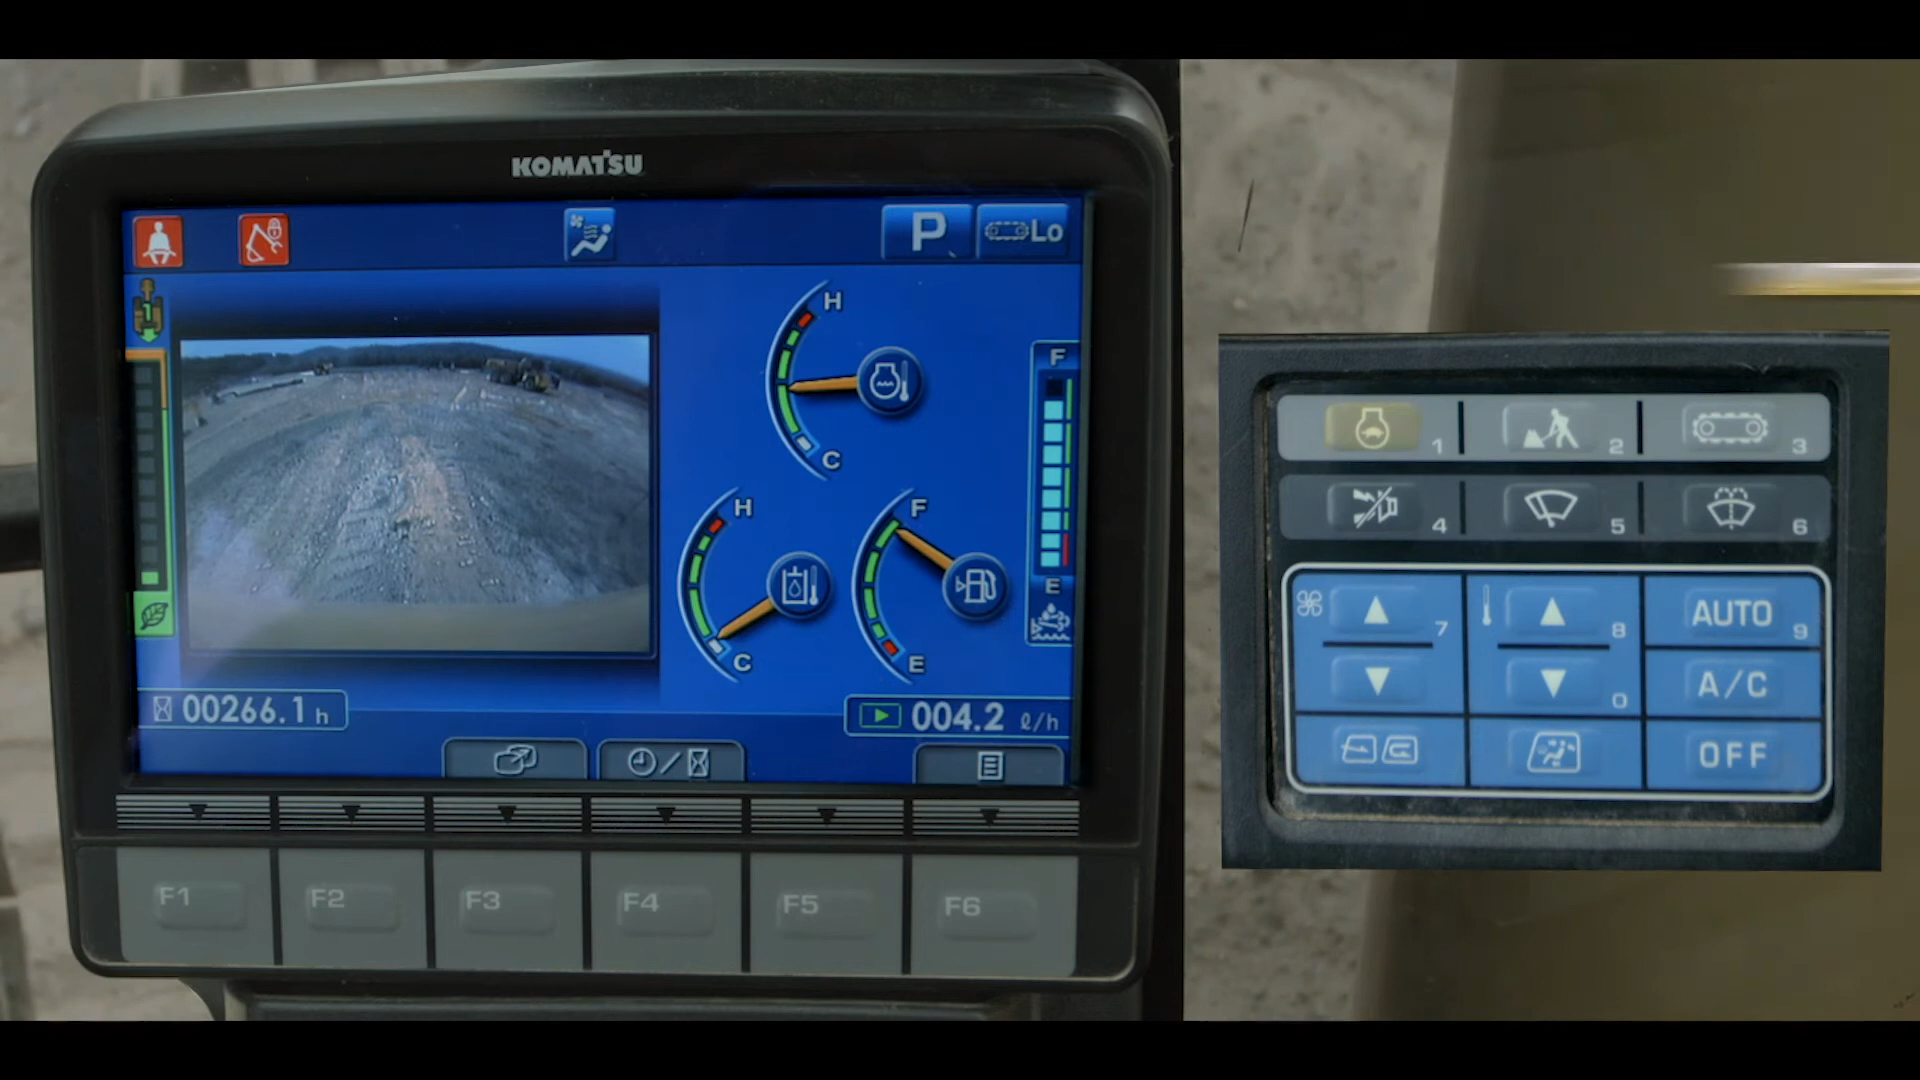 KOMATSU
P
Lo
1
H
C
F
E
H
C
F
E
00266.1 h
004.2 ℓ/h
F1
F2
F3
F4
F5
F6
1
2
3
4
5
6
7
8
AUTO 9
0
A/C
OFF